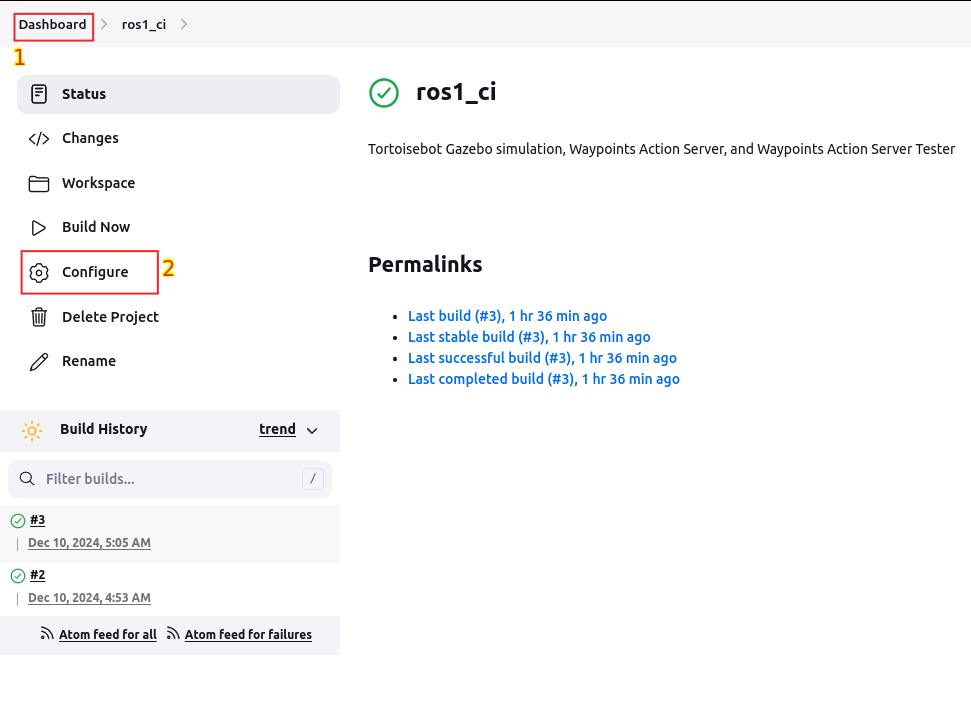 Dashboard > ros1_ci >
1
Status
ros1_ci
Changes
Tortoisebot Gazebo simulation, Waypoints Action Server, and Waypoints Action Server Tester
Workspace
Build Now
Configure 2
Permalinks
Delete Project
Last build (#3), 1 hr 36 min ago
Last stable build (#3), 1 hr 36 min ago
Last successful build (#3), 1 hr 36 min ago
Last completed build (#3), 1 hr 36 min ago
Rename
Build History trend
Filter builds... /
#3
Dec 10, 2024, 5:05 AM
#2
Dec 10, 2024, 4:53 AM
Atom feed for all Atom feed for failures